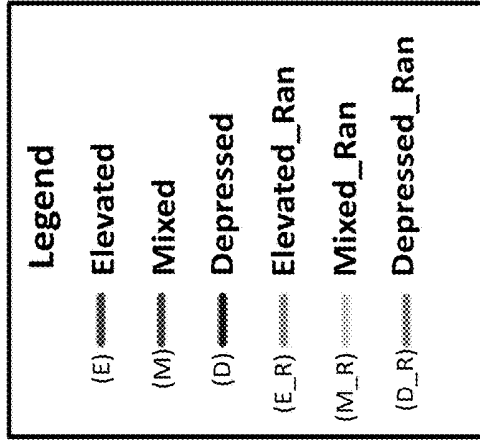 Legend
(E) Elevated
(M) Mixed
(D) Depressed
(E_R) Elevated_Ran
(M_R) Mixed_Ran
(D_R) Depressed_Ran